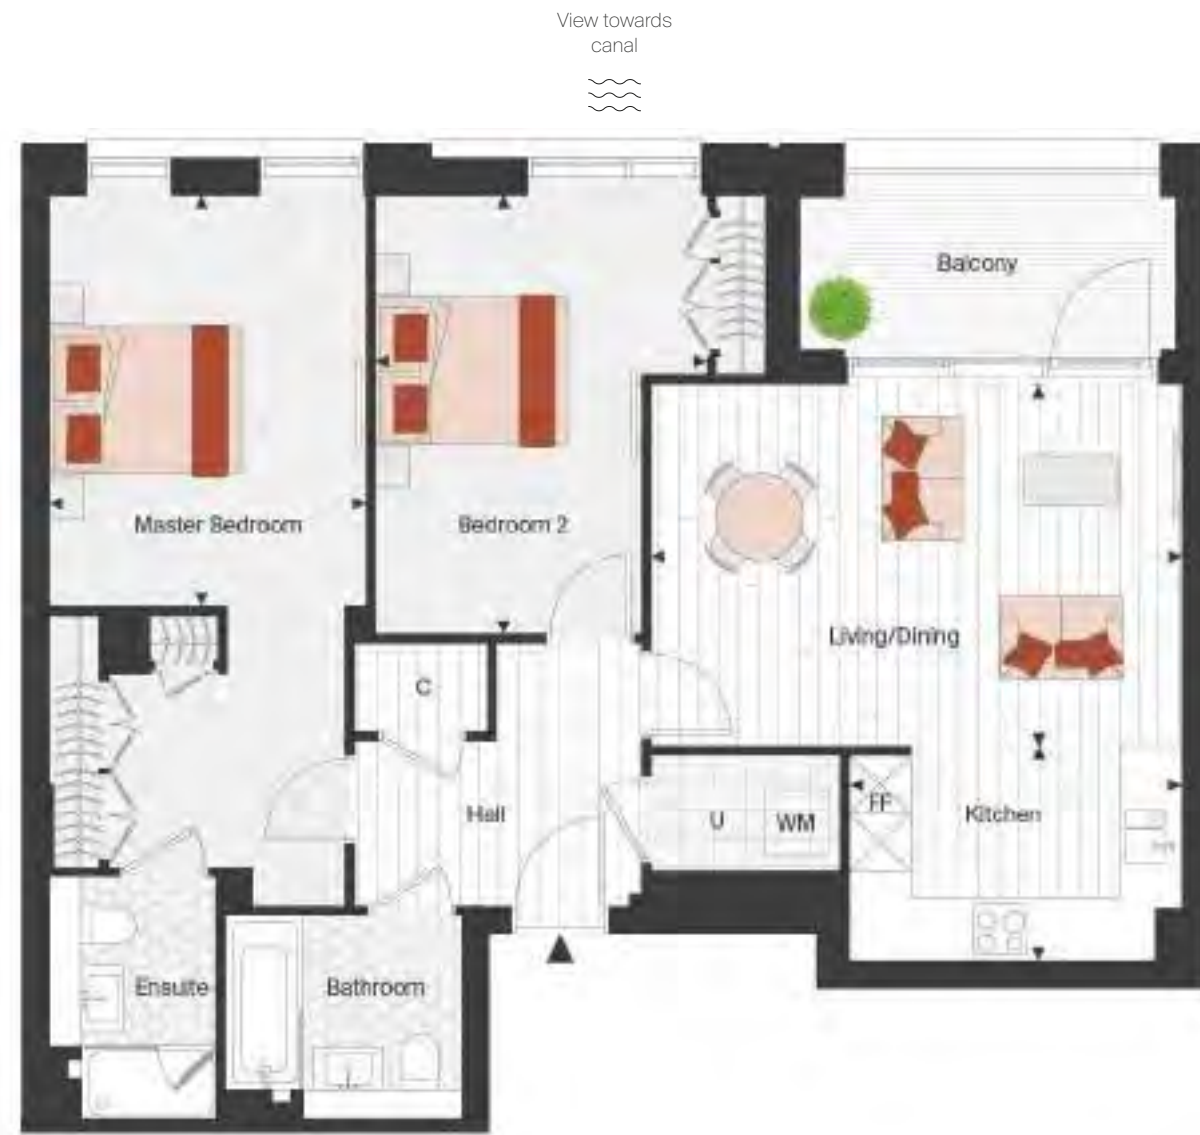 View towards
canal
Balcony
Master Bedroom
Bedroom 2
Living/Dining
C
Hall
U
WM
FF
Kitchen
Ensuite
Bathroom